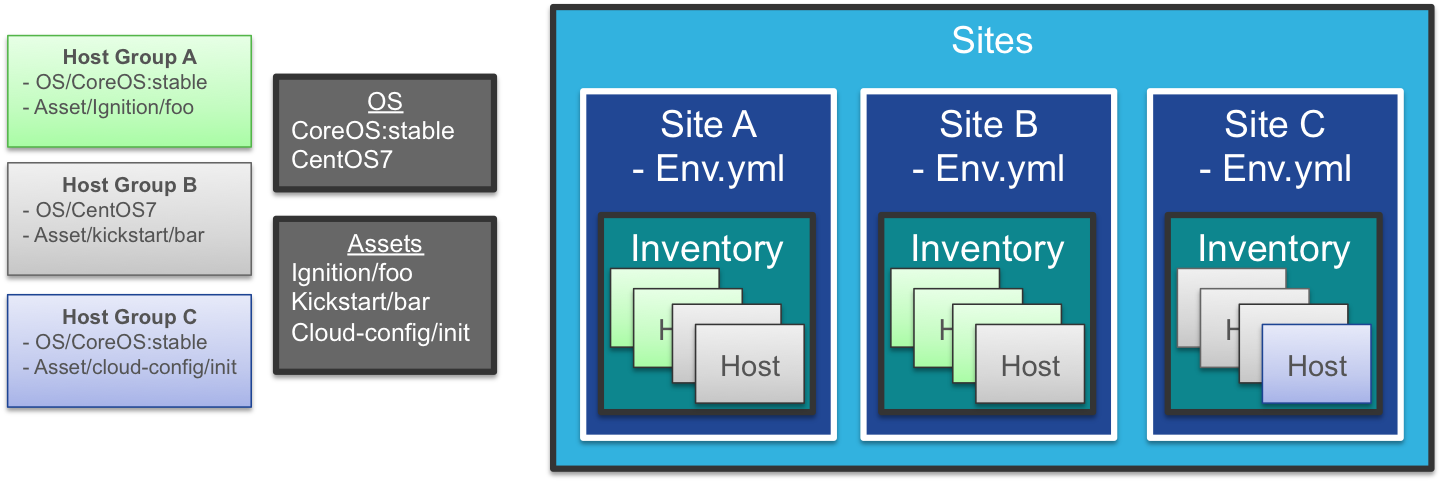 Host Group A
- OS/CoreOS:stable
- Asset/Ignition/foo
Host Group B
- OS/CentOS7
- Asset/kickstart/bar
Host Group C
- OS/CoreOS:stable
- Asset/cloud-config/init
OS
CoreOS:stable
CentOS7
Assets
Ignition/foo
Kickstart/bar
Cloud-config/init
Sites
Site A
- Env.yml
Inventory
Host
Site B
- Env.yml
Inventory
Host
Site C
- Env.yml
Inventory
Host